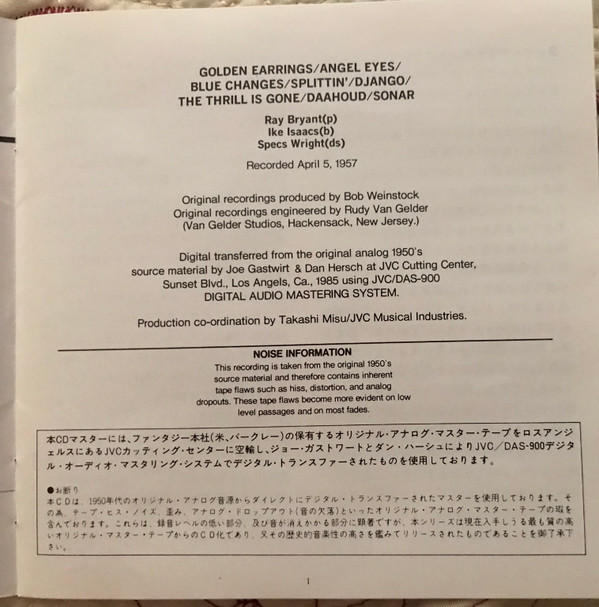 GOLDEN EARRINGS/ANGEL EYES/
BLUE CHANGES/SPLITTIN'/DJANGO/
THE THRILL IS GONE/DAAHOUD/SONAR
Ray Bryant(p)
Ike Isaacs(b)
Specs Wright(ds)
Recorded April 5, 1957
Original recordings produced by Bob Weinstock
Original recordings engineered by Rudy Van Gelder
(Van Gelder Studios, Hackensack, New Jersey.)
Digital transferred from the original analog 1950's
source material by Joe Gastwirt & Dan Hersch at JVC Cutting Center,
Sunset Blvd., Los Angels, Ca., 1985 using JVC/DAS-900
DIGITAL AUDIO MASTERING SYSTEM.
Production co-ordination by Takashi Misu/JVC Musical Industries.
NOISE INFORMATION
This recording is taken from the original 1950's
source material and therefore contains inherent
tape flaws such as hiss, distortion, and analog
dropouts. These tape flaws become more evident on low
level passages and on most fades.
本CDマスターには、ファンタジー本社(米、バークレー)の保有するオリジナル・アナログ・マスター・テープをロスアンジ
ェルスにあるJVCカッティング・センターに空輸し、ジョー・ガストワートとダン・ハーシュによりJVC/DAS-900デジタ
ル・オーディオ・マスタリング・システムでデジタル・トランスファーされたものを使用しております。
●お断り
本CDは、1950年代のオリジナル・アナログ音源からダイレクトにデジタル・トランスファーされたマスターを使用しております。そ
の為、テープ・ヒス・ノイズ、歪み、アナログ・ドロップアウト(音の欠落)といったオリジナル・アナログ・マスター・テープの瑕を
含んでおります。これらは、録音レベルの低い部分、及び音が消えかかる部分に顕著ですが、本シリーズは現在入手しうる最も質の高
いオリジナル・マスター・テープからのCD化であり、又その歴史的音楽性の高さを鑑みてリリースされたものであることを御了承下
さい。
1